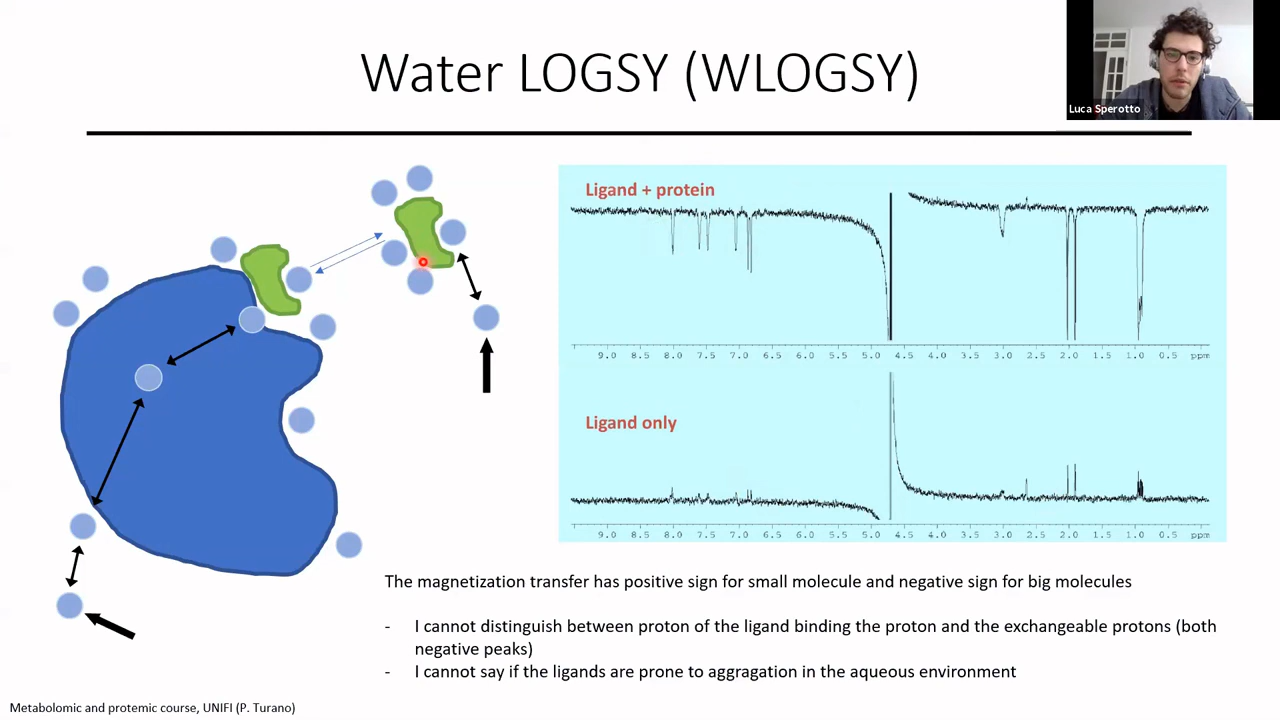 Water LOGSY (WLOGSY)
Luca Sperotto
Ligand + protein
9.0 8.5 8.0 7.5 7.0 6.5 6.0 5.5 5.0 4.5 4.0 3.5 3.0 2.5 2.0 1.5 1.0 0.5 ppm
Ligand only
9.0 8.5 8.0 7.5 7.0 6.5 6.0 5.5 5.0 4.5 4.0 3.5 3.0 2.5 2.0 1.5 1.0 0.5 ppm
The magnetization transfer has positive sign for small molecule and negative sign for big molecules
- I cannot distinguish between proton of the ligand binding the proton and the exchangeable protons (both
negative peaks)
- I cannot say if the ligands are prone to aggragation in the aqueous environment
Metabolomic and protemic course, UNIFI (P. Turano)